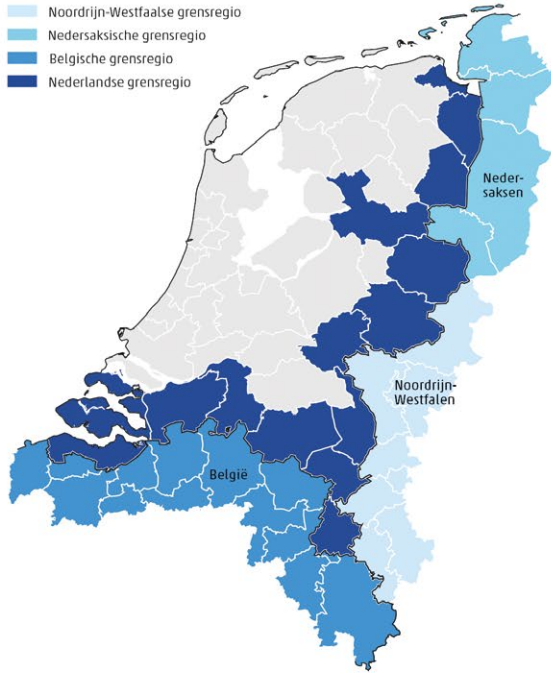 Noordrijn-Westfaalse grensregio
Nedersaksische grensregio
Belgische grensregio
Nederlandse grensregio
Neder-
saksen
Noordrijn-
Westfalen
België